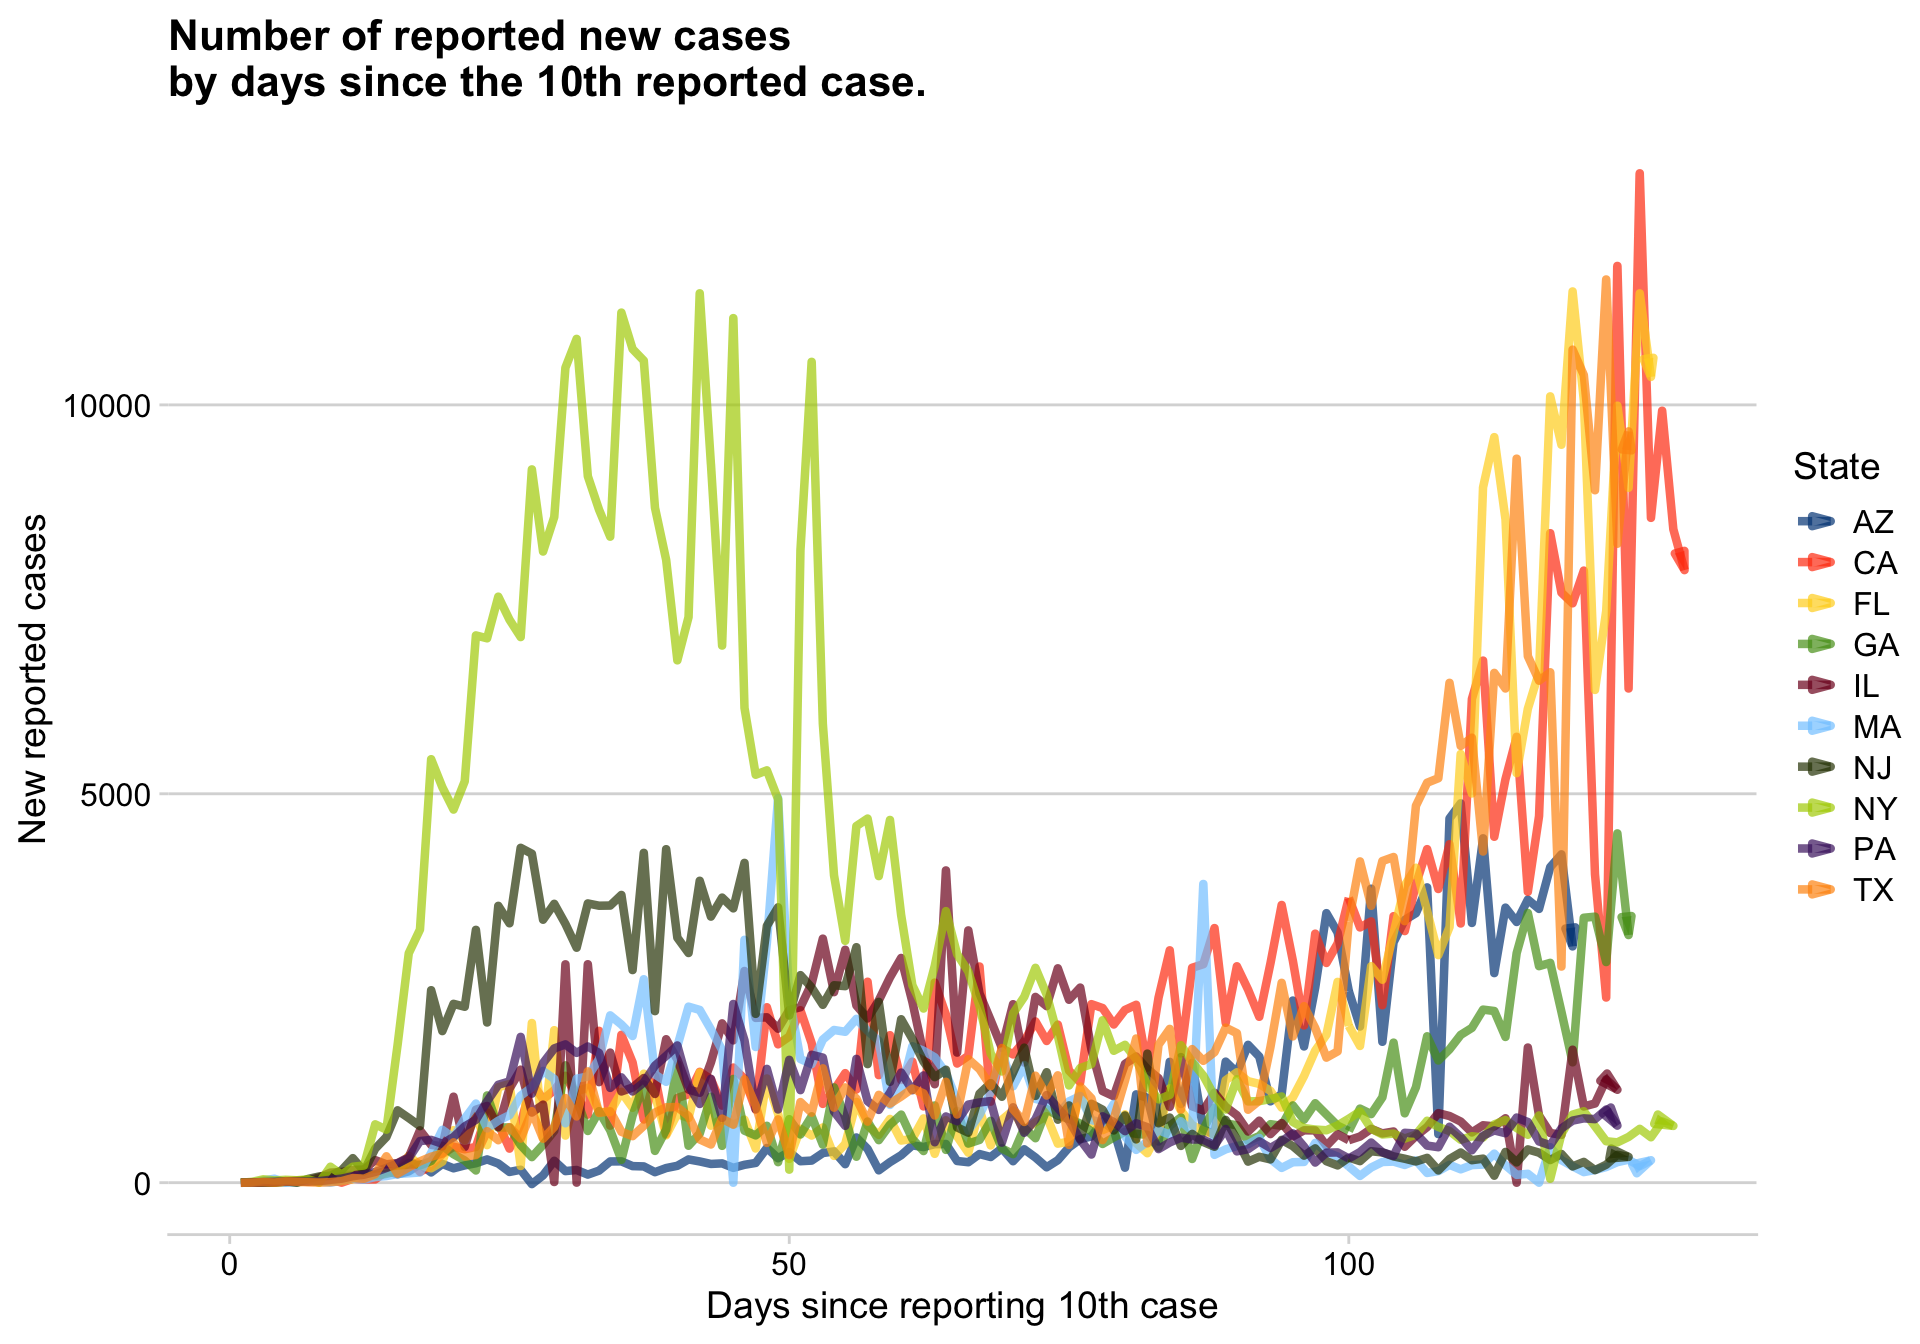 Number of reported new cases
by days since the 10th reported case.
New reported cases
10000
5000
0
0
50
100
Days since reporting 10th case
State
AZ
CA
FL
GA
IL
MA
NJ
NY
PA
TX